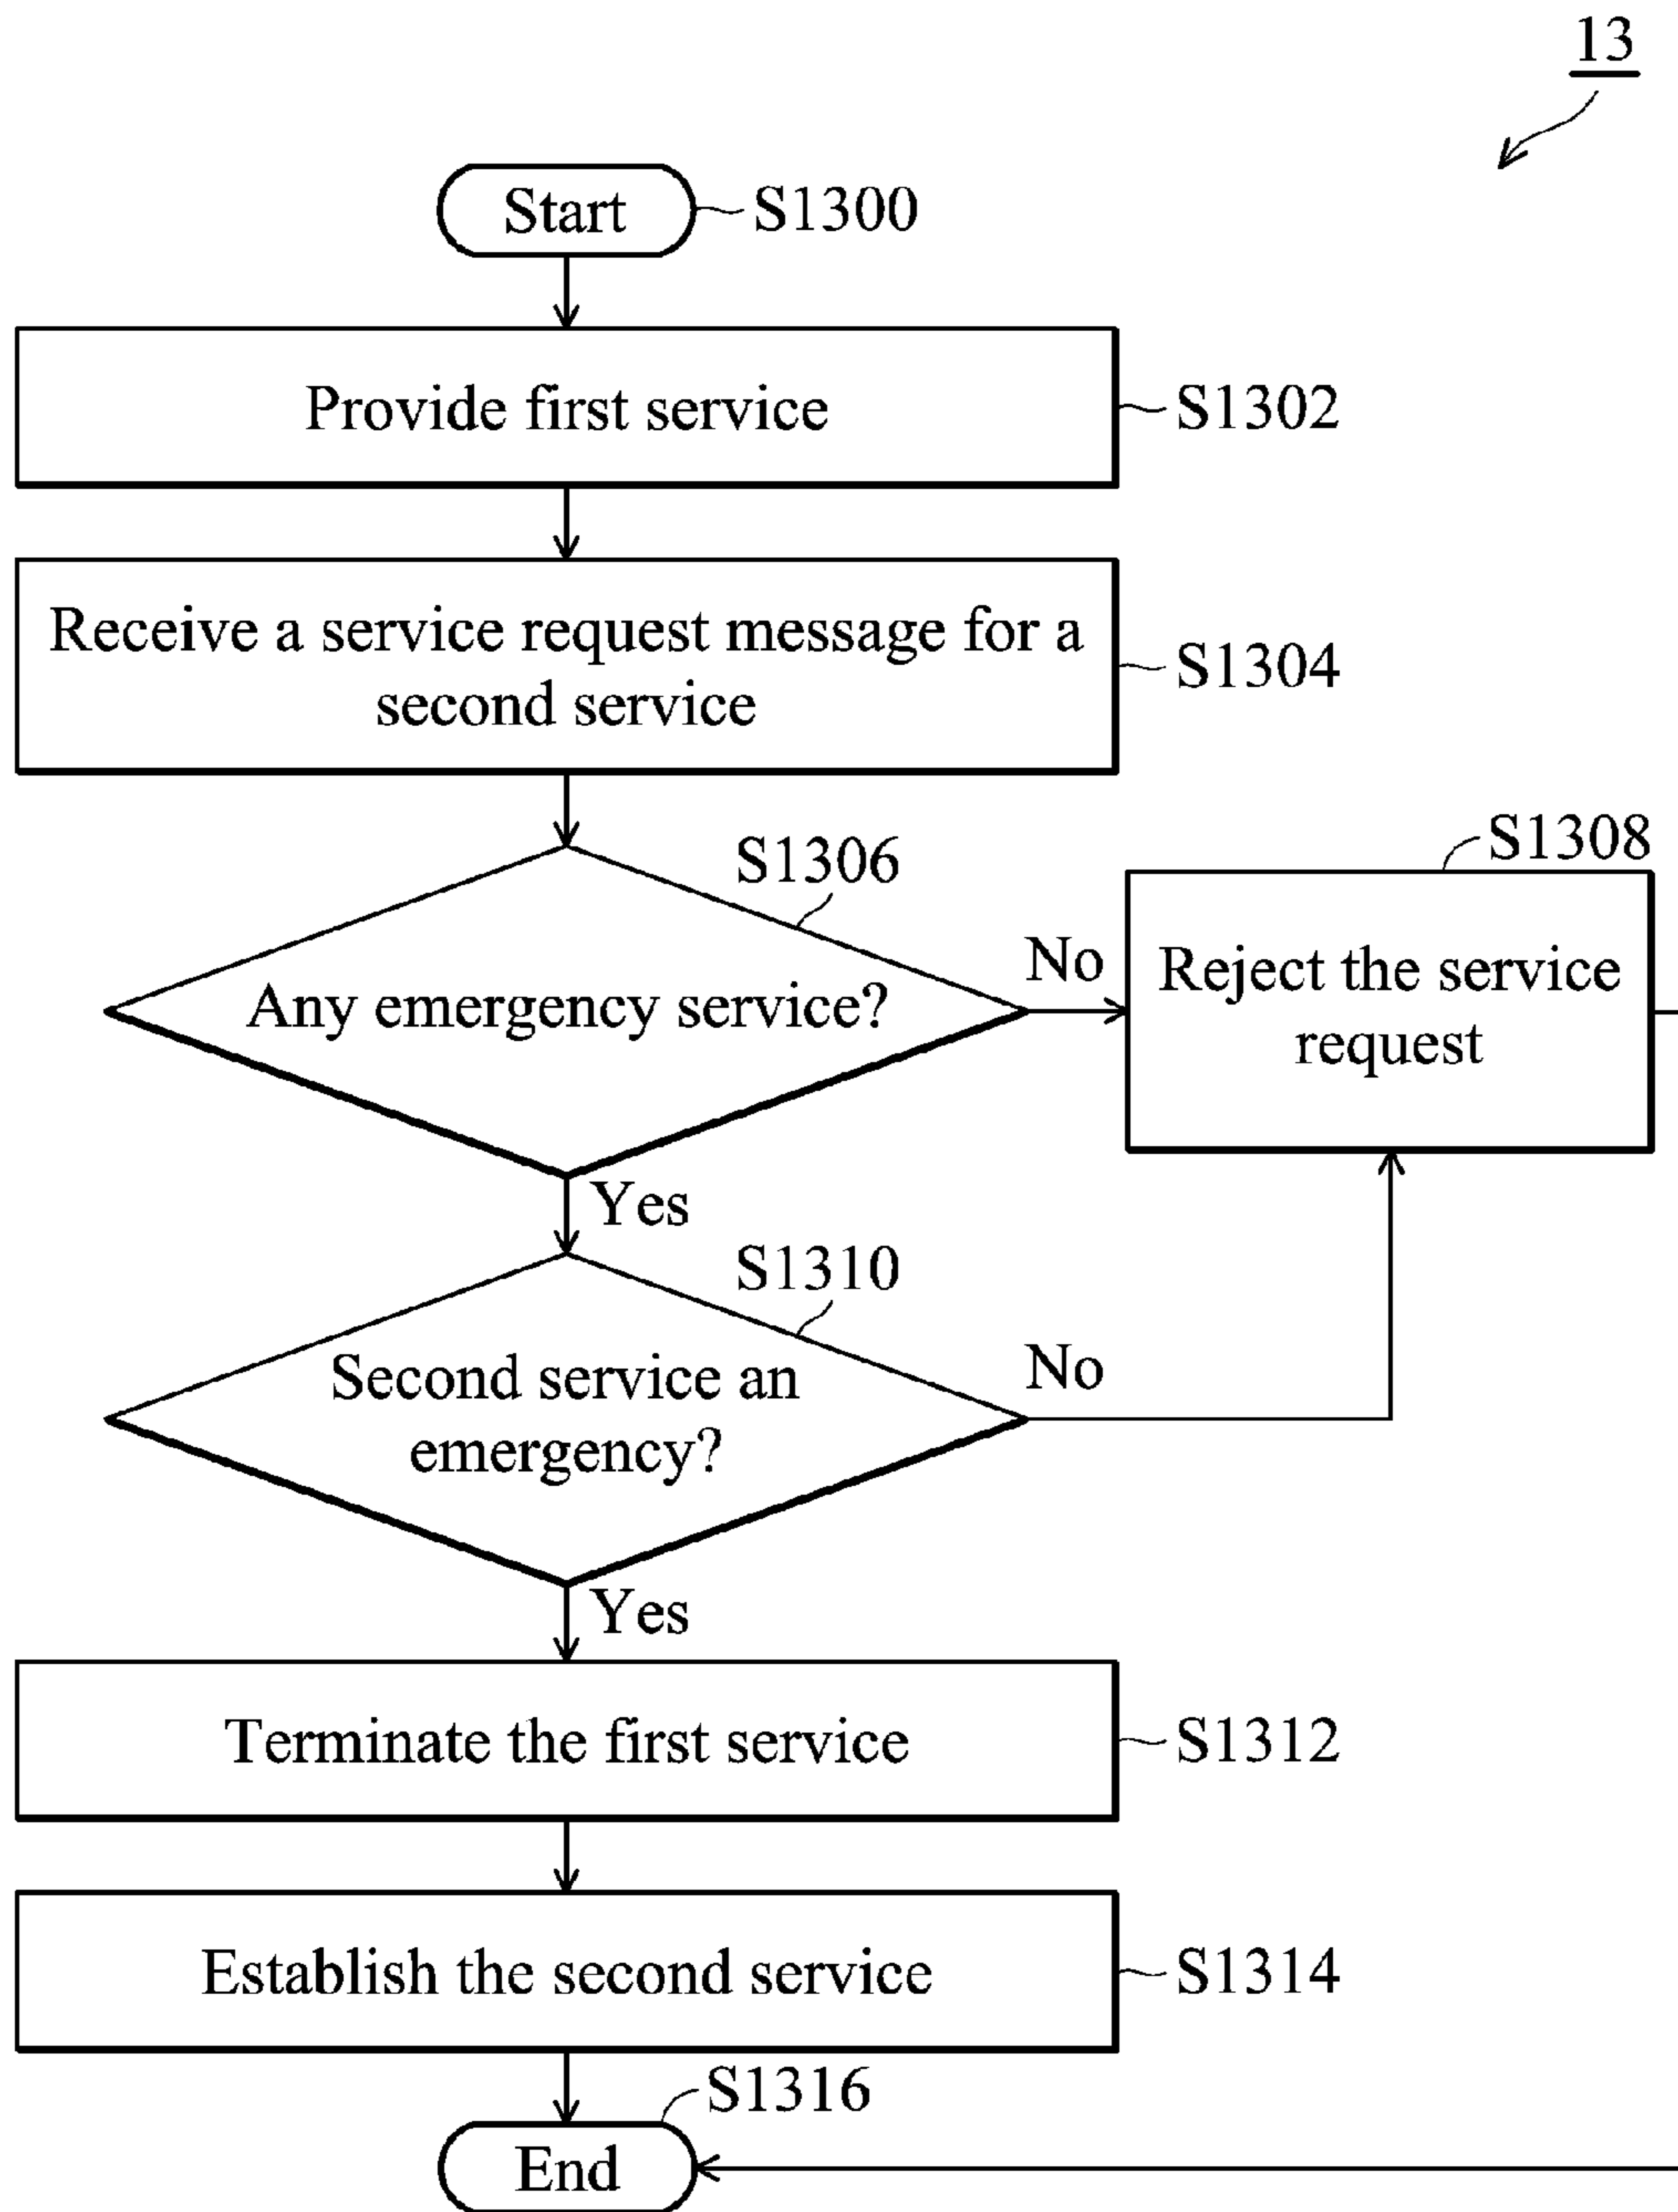 13
Start
S1300
Provide first service
S1302
Receive a service request message for a
second service
S1304
S1306
Any emergency service?
No
S1308
Reject the service
request
Yes
S1310
Second service an
emergency?
No
Yes
Terminate the first service
S1312
Establish the second service
S1314
S1316
End